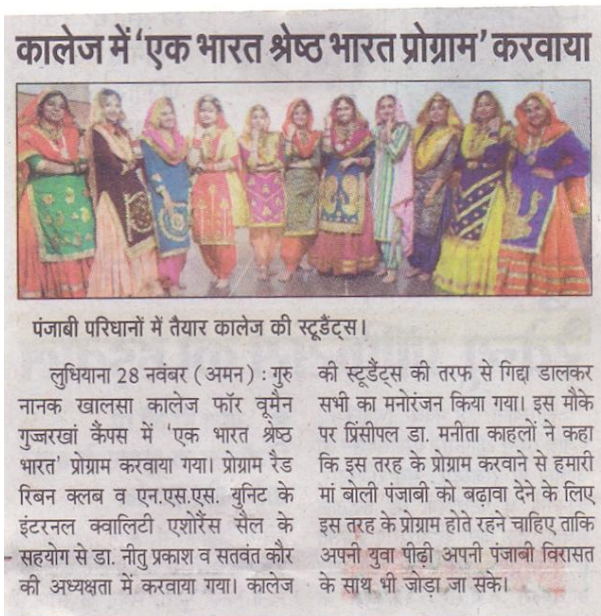 कालेज में ‘एक भारत श्रेष्ठ भारत प्रोग्राम’ करवाया
पंजाबी परिधानों में तैयार कालेज की स्टूडैंट्स।
लुधियाना 28 नवंबर (अमन) : गुरु
नानक खालसा कालेज फॉर वूमैन
गुज्जरखां कैंपस में ‘एक भारत श्रेष्ठ
भारत’ प्रोग्राम करवाया गया। प्रोग्राम रैड
रिबन क्लब व एन.एस.एस. युनिट के
इंटरनल क्वालिटी एशोरैंस सैल के
सहयोग से डा. नीतु प्रकाश व सतवंत कौर
की अध्यक्षता में करवाया गया। कालेज
की स्टूडैंट्स की तरफ से गिद्दा डालकर
सभी का मनोरंजन किया गया। इस मौके
पर प्रिंसीपल डा. मनीता काहलों ने कहा
कि इस तरह के प्रोग्राम करवाने से हमारी
मां बोली पंजाबी को बढ़ावा देने के लिए
इस तरह के प्रोग्राम होते रहने चाहिए ताकि
अपनी युवा पीढ़ी अपनी पंजाबी विरासत
के साथ भी जोड़ा जा सके।